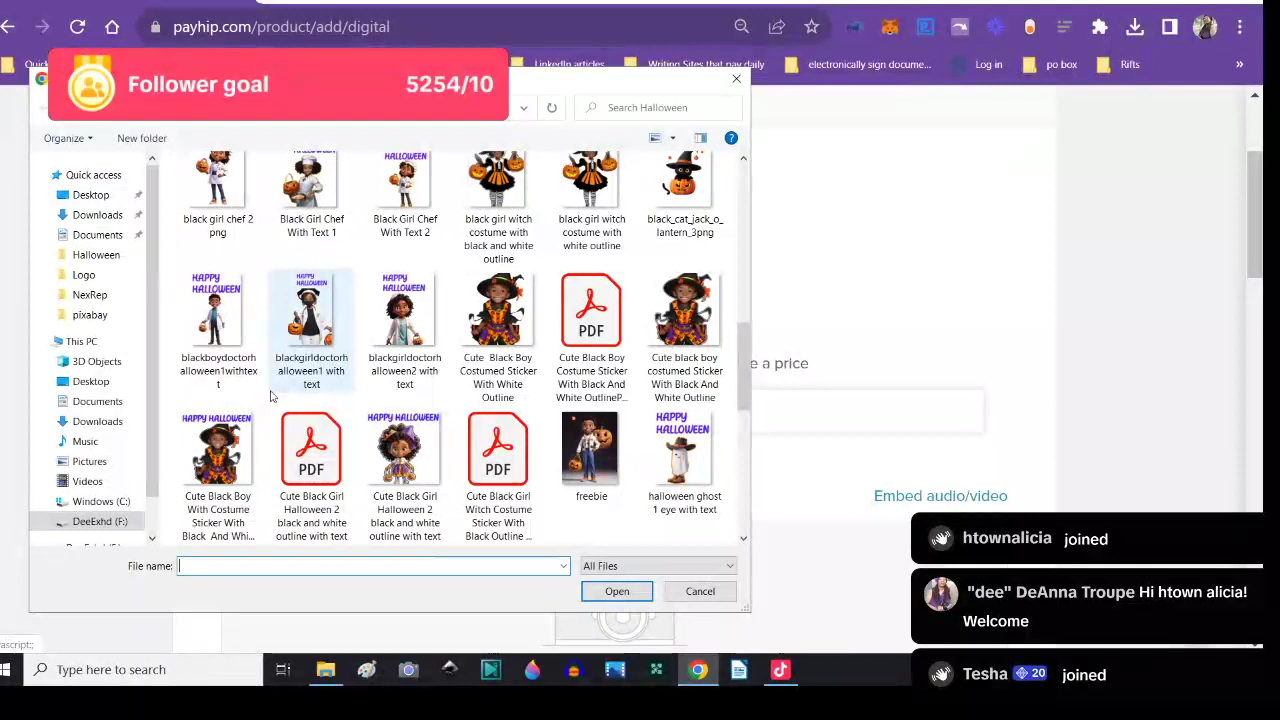 payhip.com/product/add/digital
LinkedIn articles
Writing Sites that pay daily
electronically sign docume...
Log in
po box
Rifts
»
Follower goal 5254/10
Search Halloween
Organize
New folder
Quick access
Desktop
Downloads
Documents
Halloween
Logo
NexRep
pixabay
This PC
3D Objects
Desktop
Documents
Downloads
Music
Pictures
Videos
Windows (C:)
DeeExhd (F:)
HALLOWEEN
black girl chef 2
png
Black Girl Chef
With Text 1
Black Girl Chef
With Text 2
black girl witch
costume with
black and white
outline
black girl witch
costume with
white outline
black_cat_jack_o_
lantern_3png
HAPPY
HALLOWEEN
HAPPY
HALLOWEEN
HAPPY
HALLOWEEN
PDF
blackboydoctorh
alloween1withtex
t
blackgirldoctorh
alloween1 with
text
blackgirldoctorh
alloween2 with
text
Cute Black Boy
Costumed Sticker
With White
Outline
Cute Black Boy
Costume Sticker
With Black And
White OutlineP...
Cute black boy
costumed Sticker
With Black And
White Outline
HAPPY HALLOWEEN
PDF
HAPPY HALLOWEEN
PDF
HAPPY
HALLOWEEN
Cute Black Boy
With Costume
Sticker With
Black And Whi...
Cute Black Girl
Halloween 2
black and white
outline with text
Cute Black Girl
Halloween 2
black and white
outline with text
Cute Black Girl
Witch Costume
Sticker With
Black Outline ...
freebie
halloween ghost
1 eye with text
File name:
All Files
Open
Cancel
e a price
Embed audio/video
htownalicia joined
"dee" DeAnna Troupe Hi htown alicia!
Welcome
Tesha 20 joined
vascript:;
Type here to search